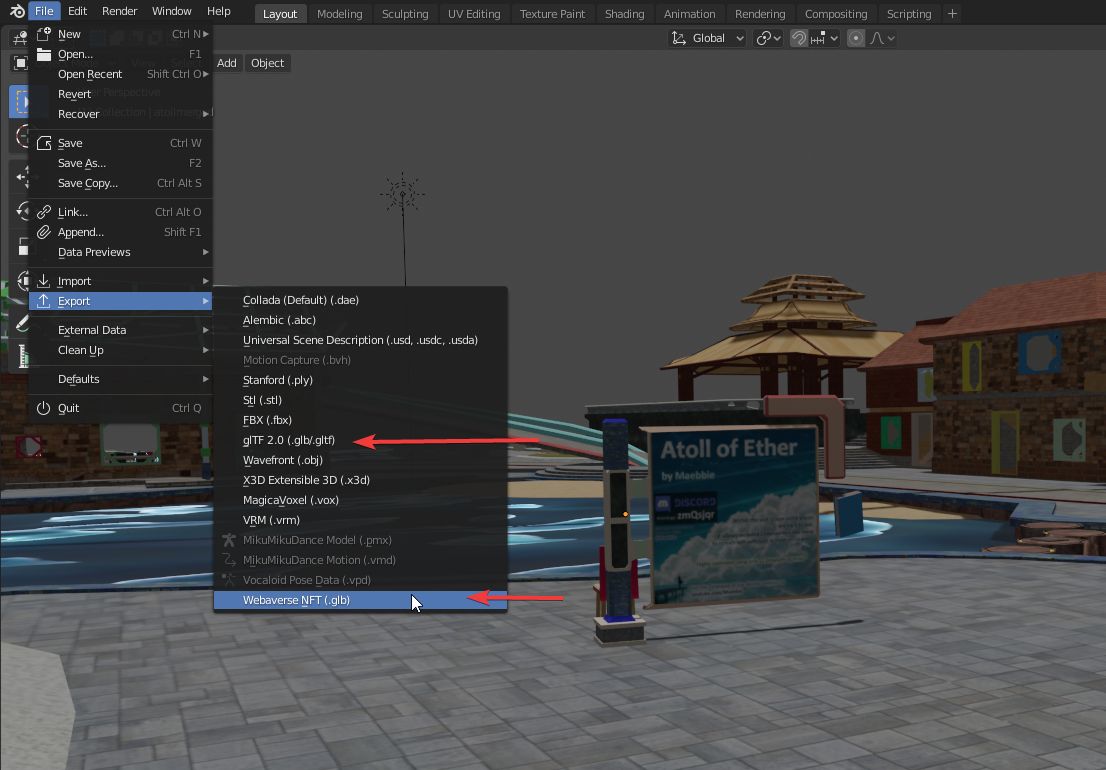 File Edit Render Window Help Layout Modeling Sculpting UV Editing Texture Paint Shading Animation Rendering Compositing Scripting +
New Ctrl N
Global
Open... F1
Add Object
Open Recent Shift Ctrl O
Revert
Recover
Save Ctrl W
Save As... F2
Save Copy... Ctrl Alt S
Link... Ctrl Alt O
Append... Shift F1
Data Previews
Import
Export
External Data
Clean Up
Defaults
Quit Ctrl Q
Collada (Default) (.dae)
Alembic (.abc)
Universal Scene Description (.usd, .usdc, .usda)
Motion Capture (.bvh)
Stanford (.ply)
Stl (.stl)
FBX (.fbx)
glTF 2.0 (.glb/.gltf)
Wavefront (.obj)
X3D Extensible 3D (.x3d)
MagicaVoxel (.vox)
VRM (.vrm)
MikuMikuDance Model (.pmx)
MikuMikuDance Motion (.vmd)
Vocaloid Pose Data (.vpd)
Webaverse NFT (.glb)
Atoll of Ether
by Maebbie
DISCORD
zmQsjqr